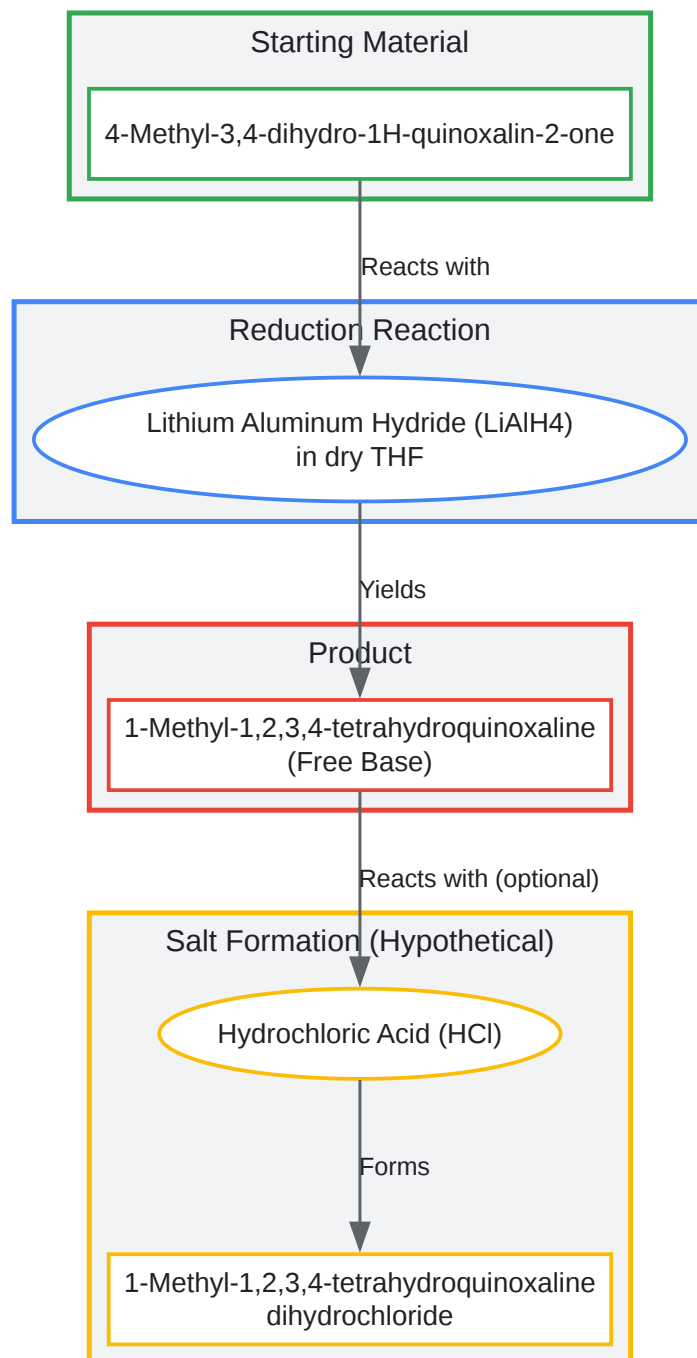 Starting Material
4-Methyl-3,4-dihydro-1H-quinoxalin-2-one
Reacts with
Reduction Reaction
Lithium Aluminum Hydride (LiAlH4)
in dry THF
Yields
Product
1-Methyl-1,2,3,4-tetrahydroquinoxaline
(Free Base)
Reacts with (optional)
Salt Formation (Hypothetical)
Hydrochloric Acid (HCl)
Forms
1-Methyl-1,2,3,4-tetrahydroquinoxaline
dihydrochloride